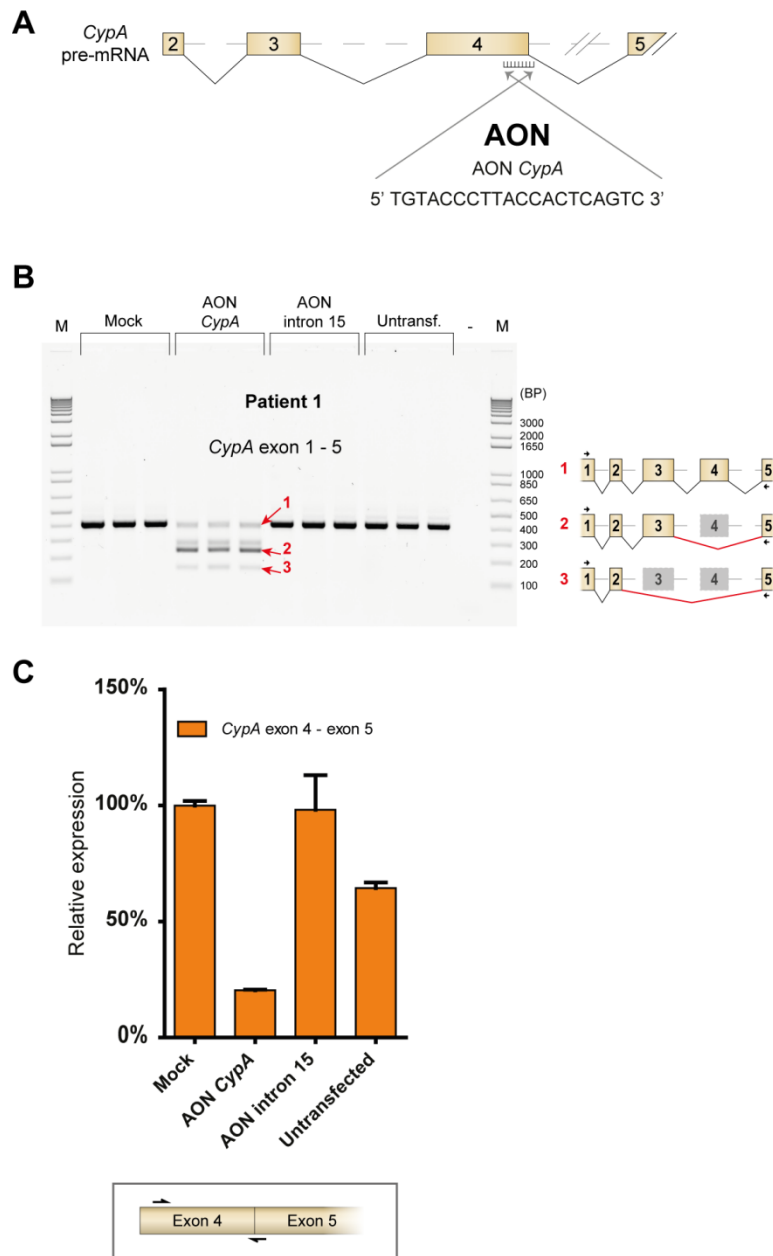 A
CypA
pre-mRNA
2 3 4 5
AON
AON CypA
5' TGTACCCTTACCACTCAGTC 3'
B
M Mock AON CypA AON intron 15 Untransf. - M
(BP)
Patient 1
CypA exon 1 - 5
3000
2000
1650
1000
850
650
500
400
300
200
100
1
2
3
1 1 2 3 4 5
2 1 2 3 4 5
3 1 2 3 4 5
C
150%
100%
50%
0%
Relative expression
CypA exon 4 - exon 5
Mock
AON CypA
AON intron 15
Untransfected
Exon 4 Exon 5